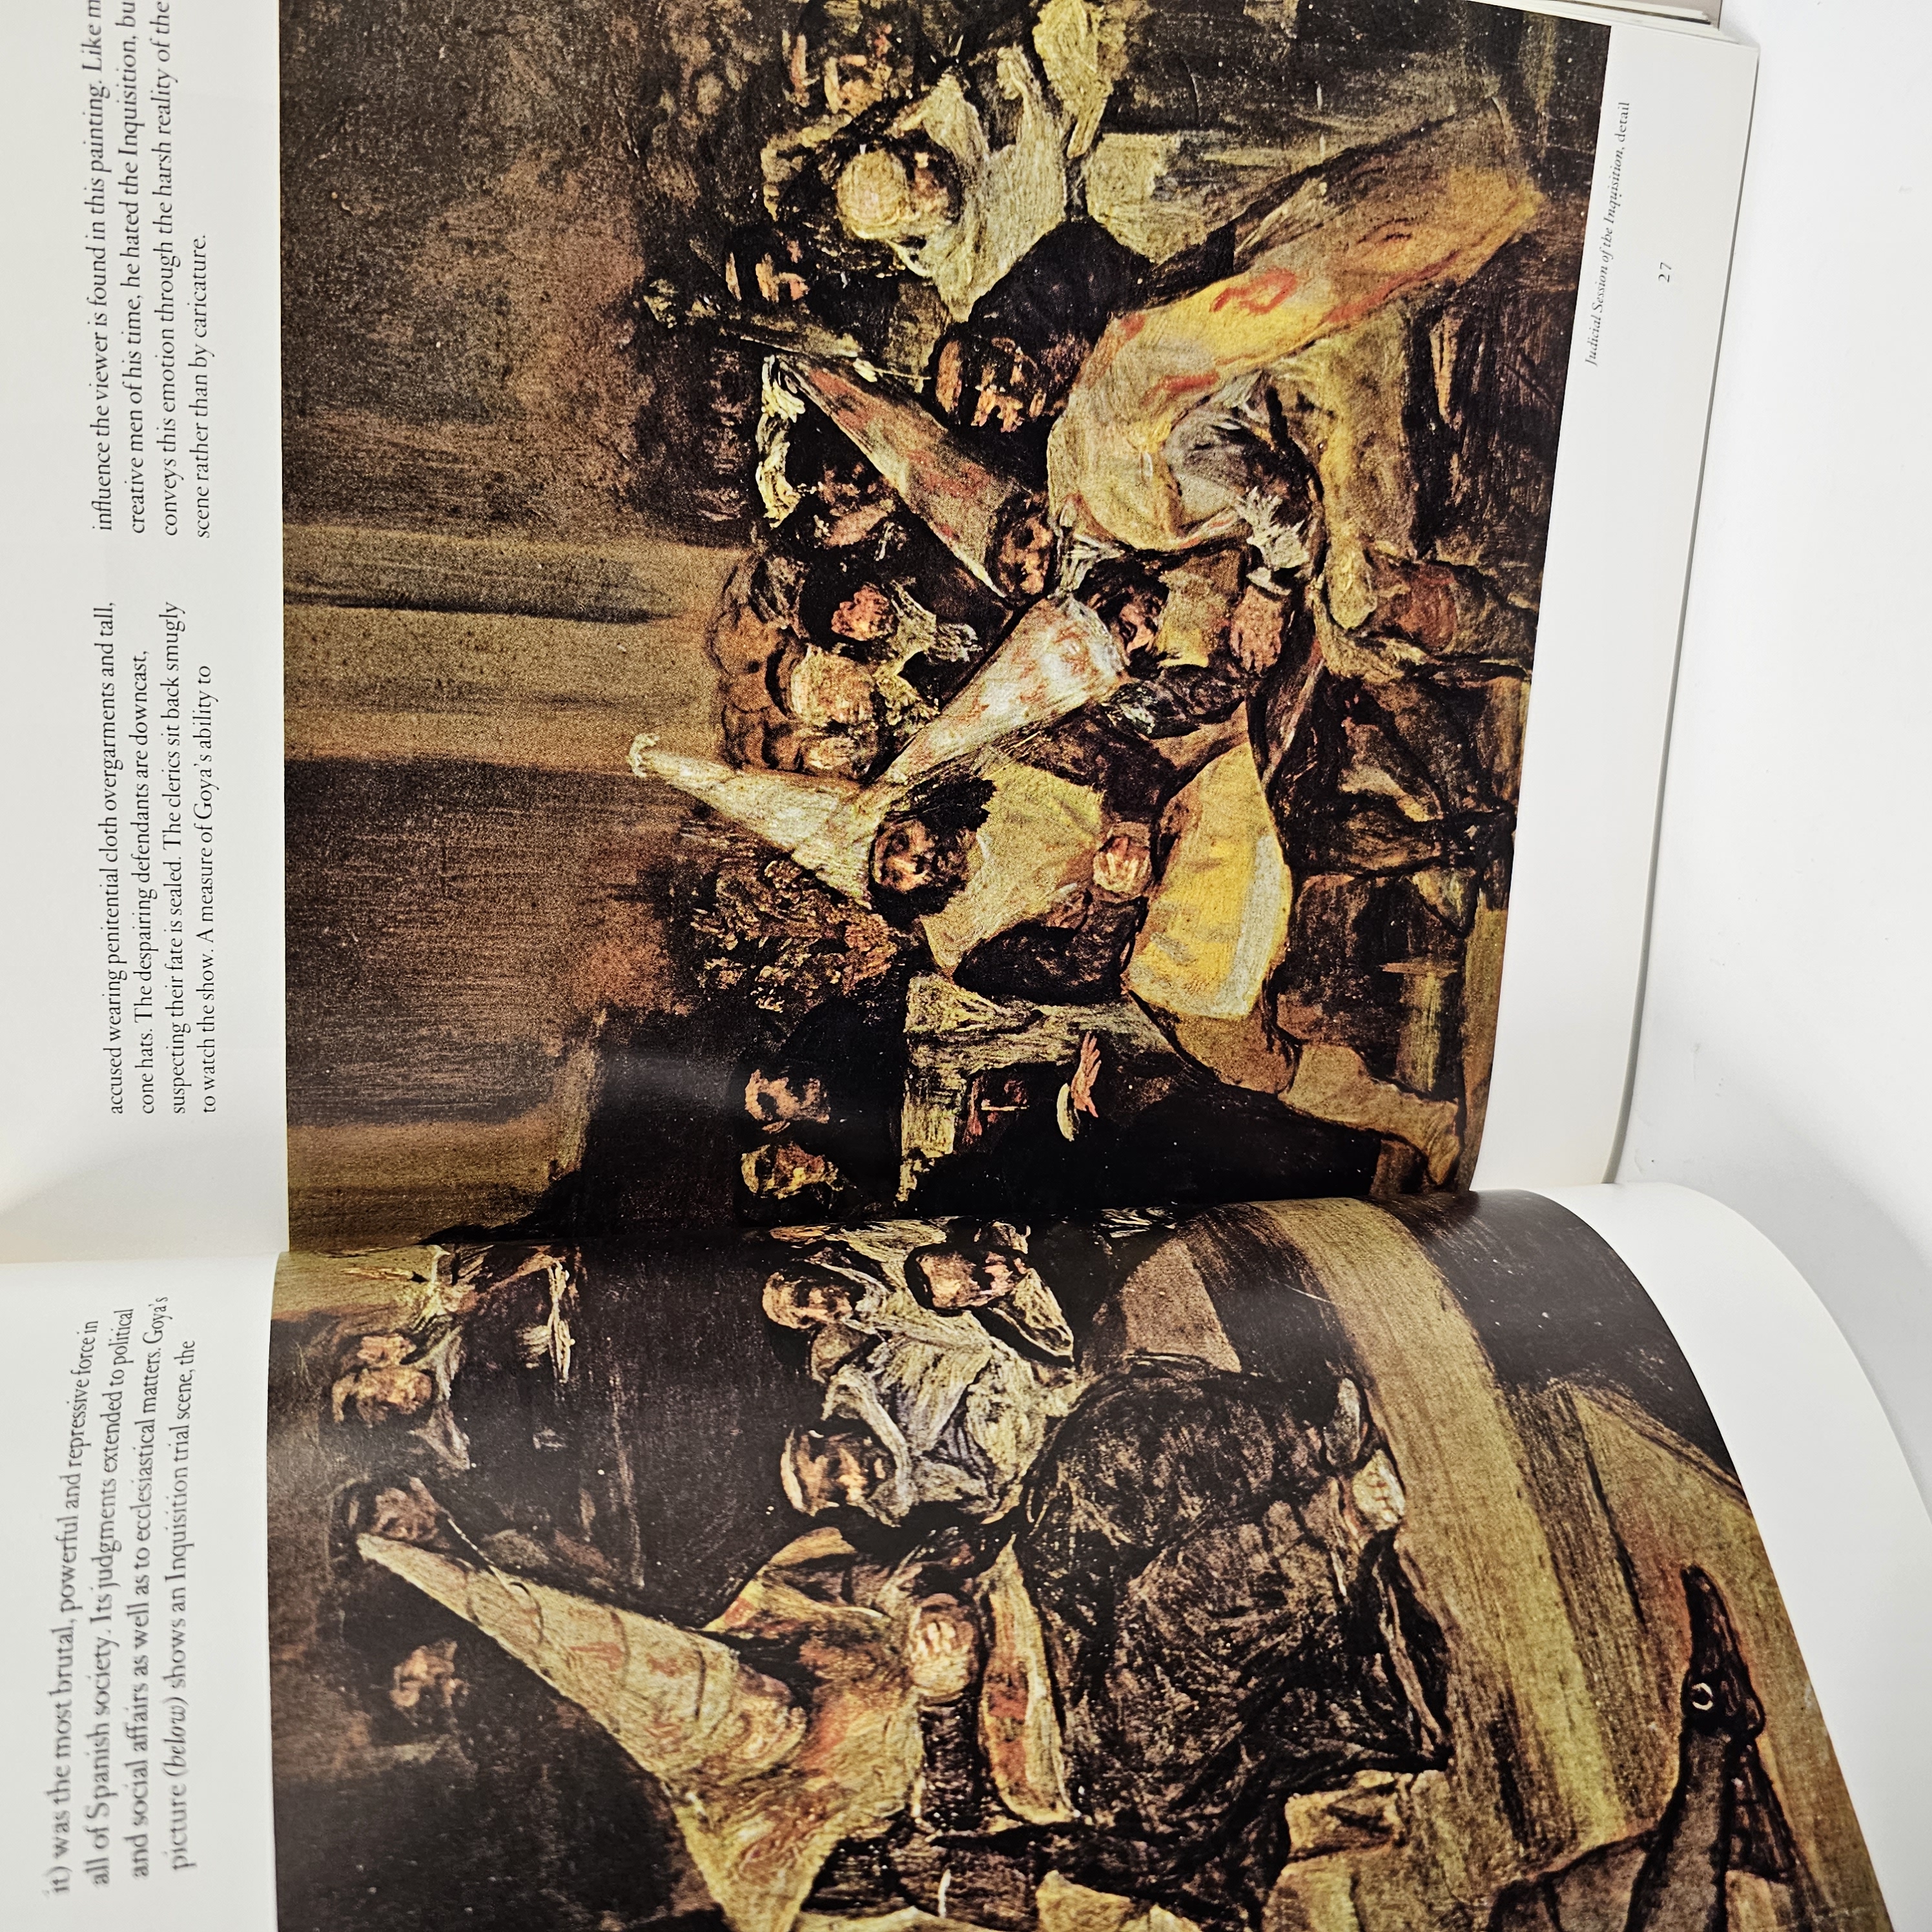 it) was the most brutal, powerful and repressive force in
all of Spanish society. Its judgments extended to political
and social affairs as well as to ecclesiastical matters. Goya's
picture (below) shows an Inquisition trial scene, the
accused wearing penitential cloth overgarments and tall,
cone hats. The despairing defendants are downcast,
suspecting their fate is sealed. The clerics sit back smugly
to watch the show. A measure of Goya's ability to
influence the viewer is found in this painting. Like
creative men of his time, he hated the Inquisition,
conveys this emotion through the harsh reality of the
scene rather than by caricature.
Judicial Session of the Inquisition, detail
27